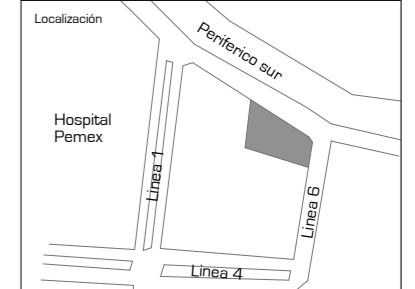 Localización
Periferico sur
Hospital
Pemex
Linea 1
Linea 6
Linea 4